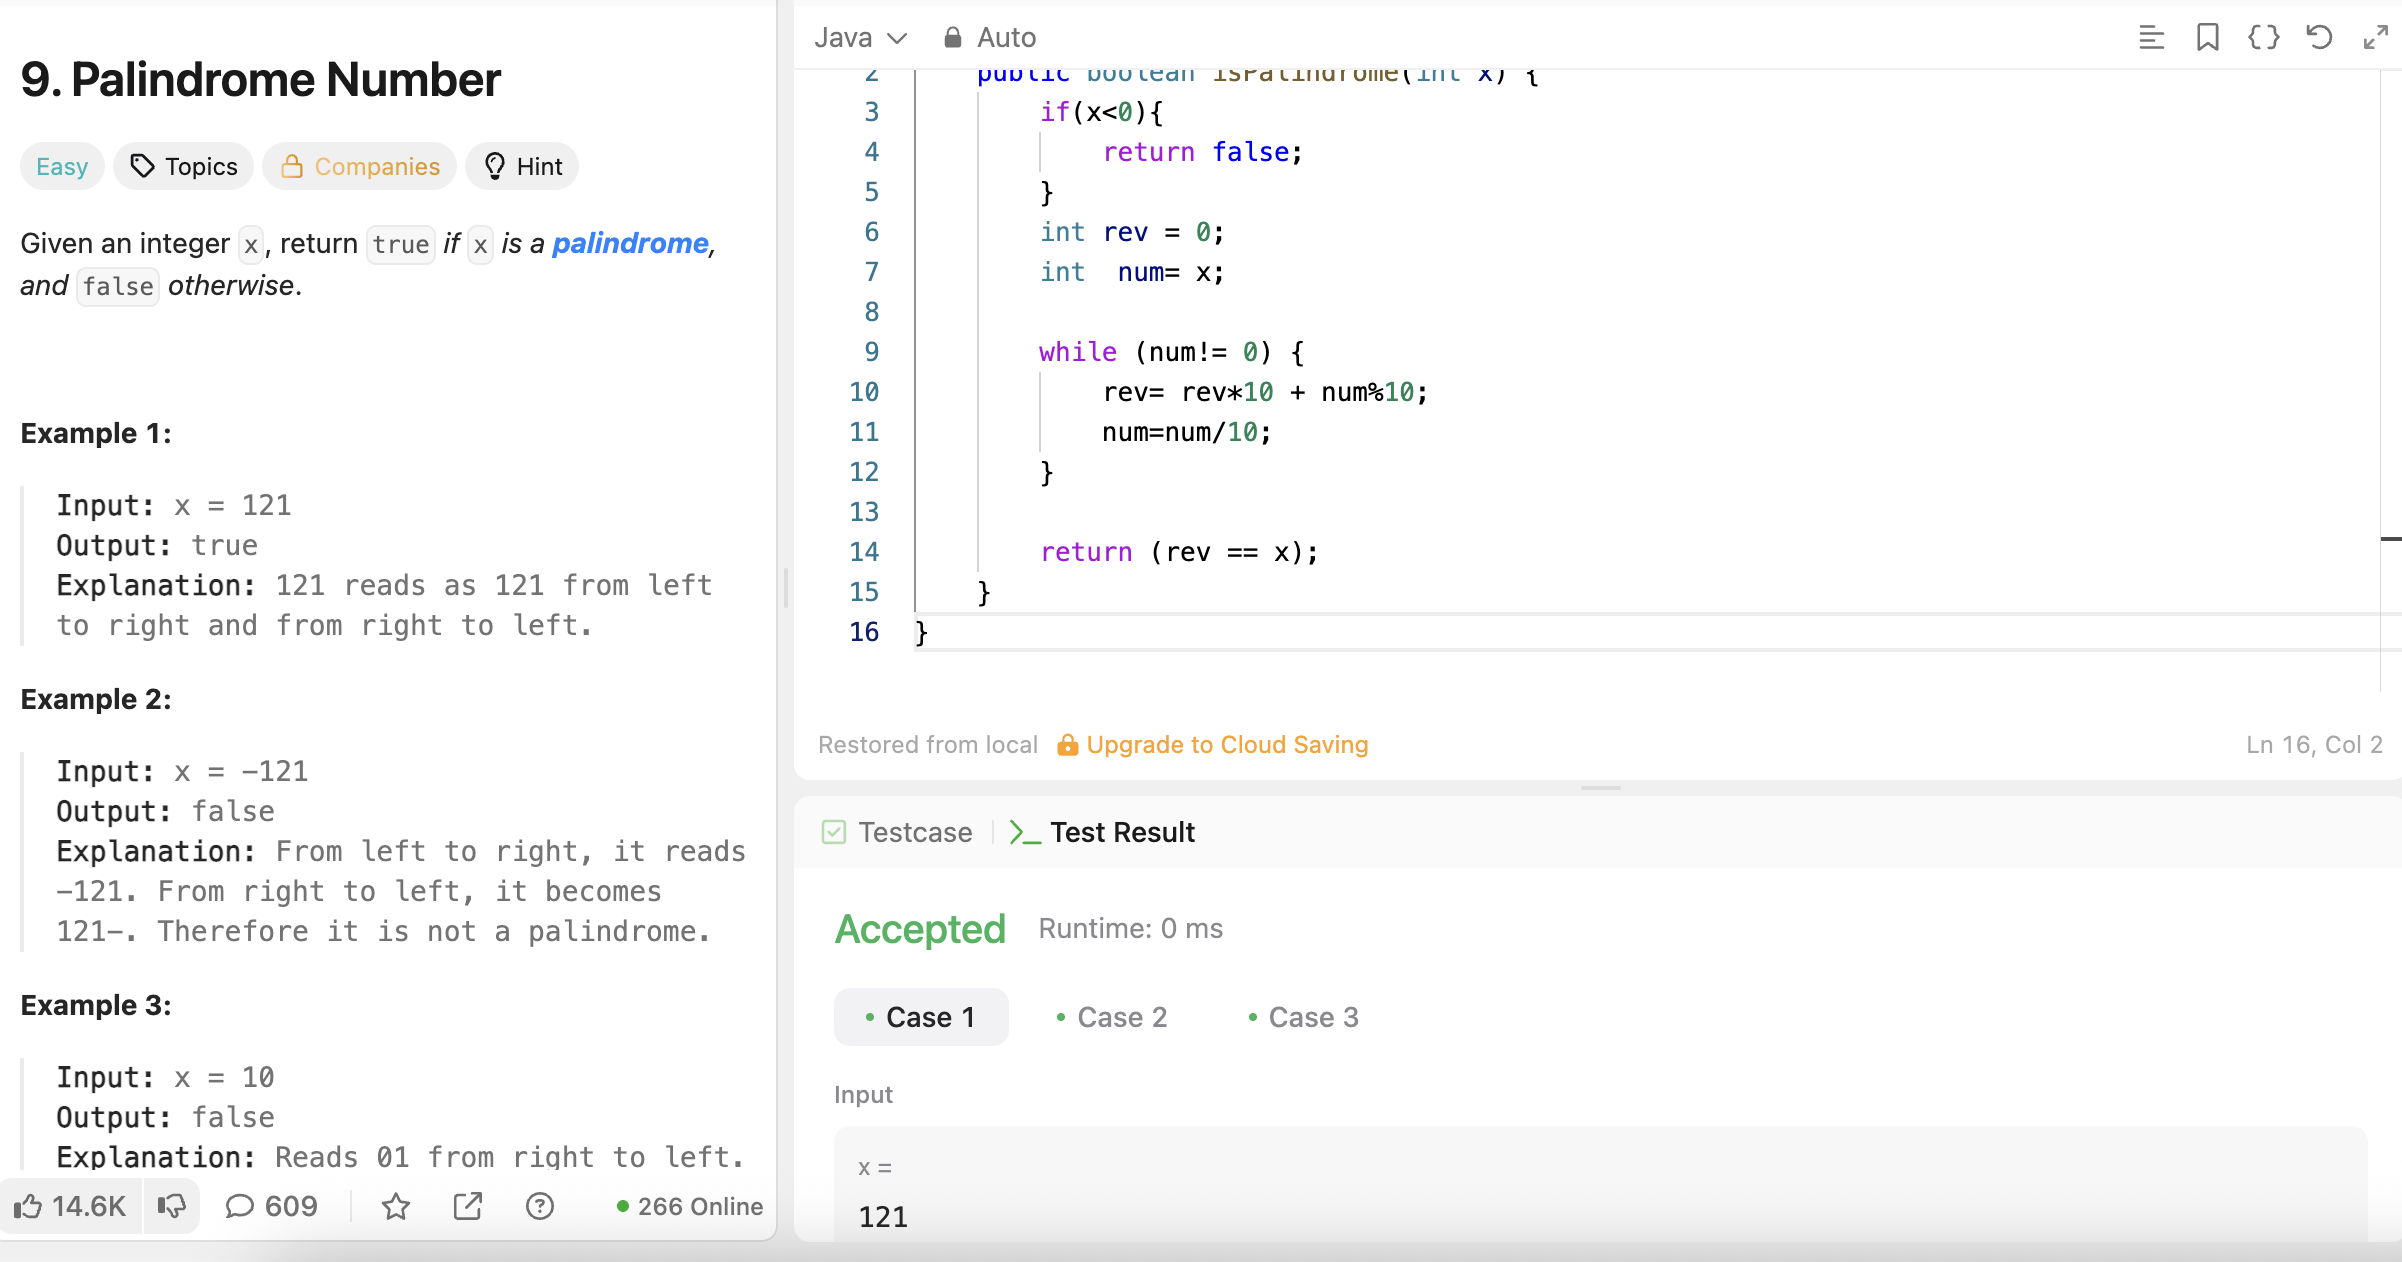 9. Palindrome Number
Easy
Topics
Companies
Hint
Given an integer x, return true if x is a palindrome,
and false otherwise.
Example 1:
Input: x = 121
Output: true
Explanation: 121 reads as 121 from left
to right and from right to left.
Example 2:
Input: x = -121
Output: false
Explanation: From left to right, it reads
-121. From right to left, it becomes
121-. Therefore it is not a palindrome.
Example 3:
Input: x = 10
Output: false
Explanation: Reads 01 from right to left.
14.6K
609
266 Online
Java
Auto
2 public boolean isPalindrome(int x) {
3 if(x<0){
4 return false;
5 }
6 int rev = 0;
7 int  num= x;
8
9 while (num!= 0) {
10 rev= rev*10 + num%10;
11 num=num/10;
12 }
13
14 return (rev == x);
15 }
16 }
Restored from local
Upgrade to Cloud Saving
Ln 16, Col 2
Testcase
Test Result
Accepted
Runtime: 0 ms
Case 1
Case 2
Case 3
Input
x =
121